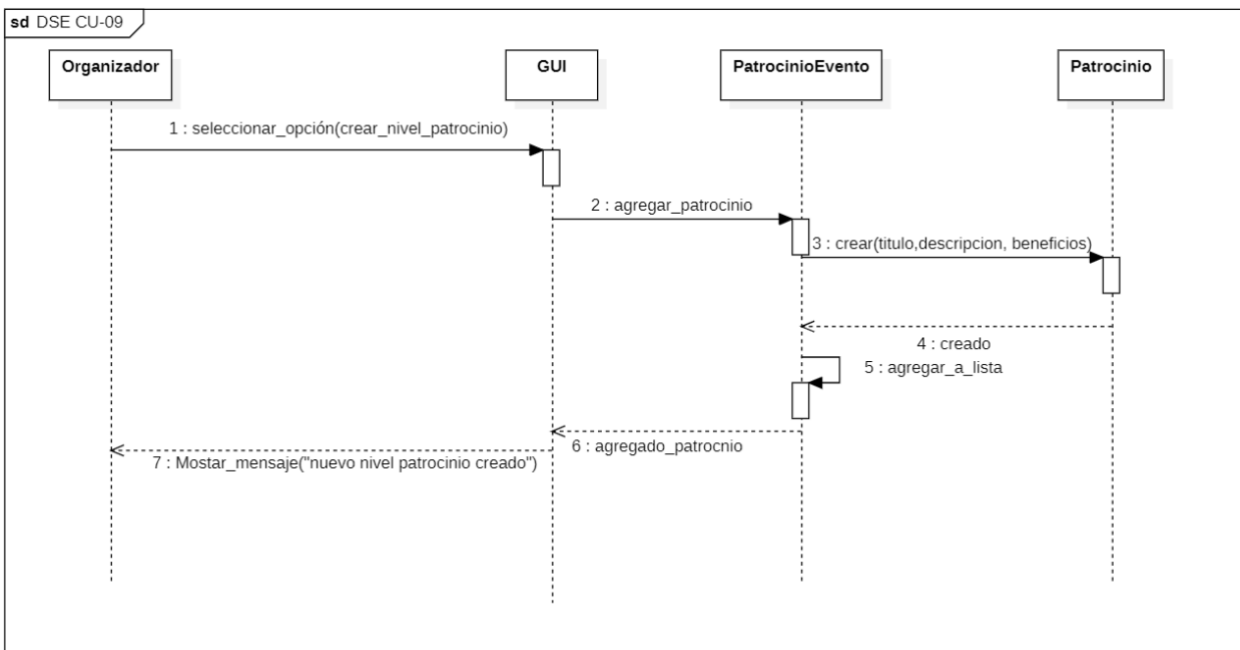 sd DSE CU-09
Organizador
GUI
PatrocinioEvento
Patrocinio
1 : seleccionar_opción(crear_nivel_patrocinio)
2 : agregar_patrocinio
3 : crear(titulo,descripcion, beneficios)
4 : creado
5 : agregar_a_lista
6 : agregado_patrocnio
7 : Mostar_mensaje("nuevo nivel patrocinio creado")